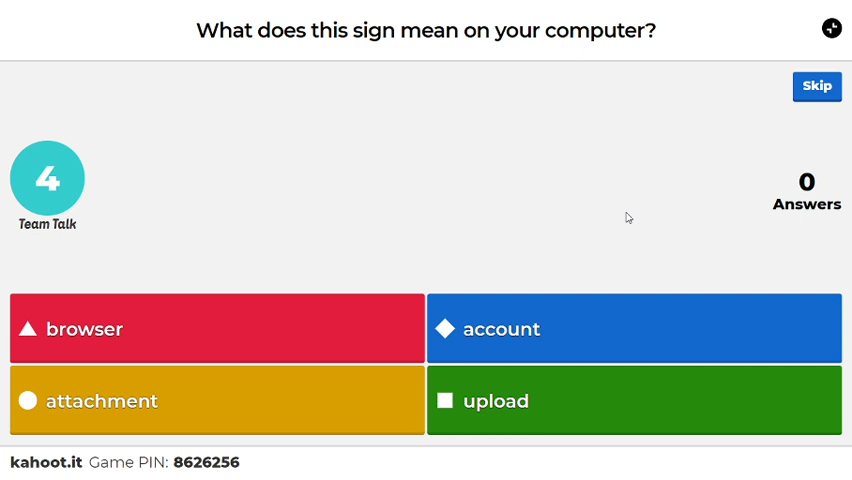 What does this sign mean on your computer?
Skip
4
Team Talk
0
Answers
browser
account
attachment
upload
kahoot.it Game PIN: 8626256